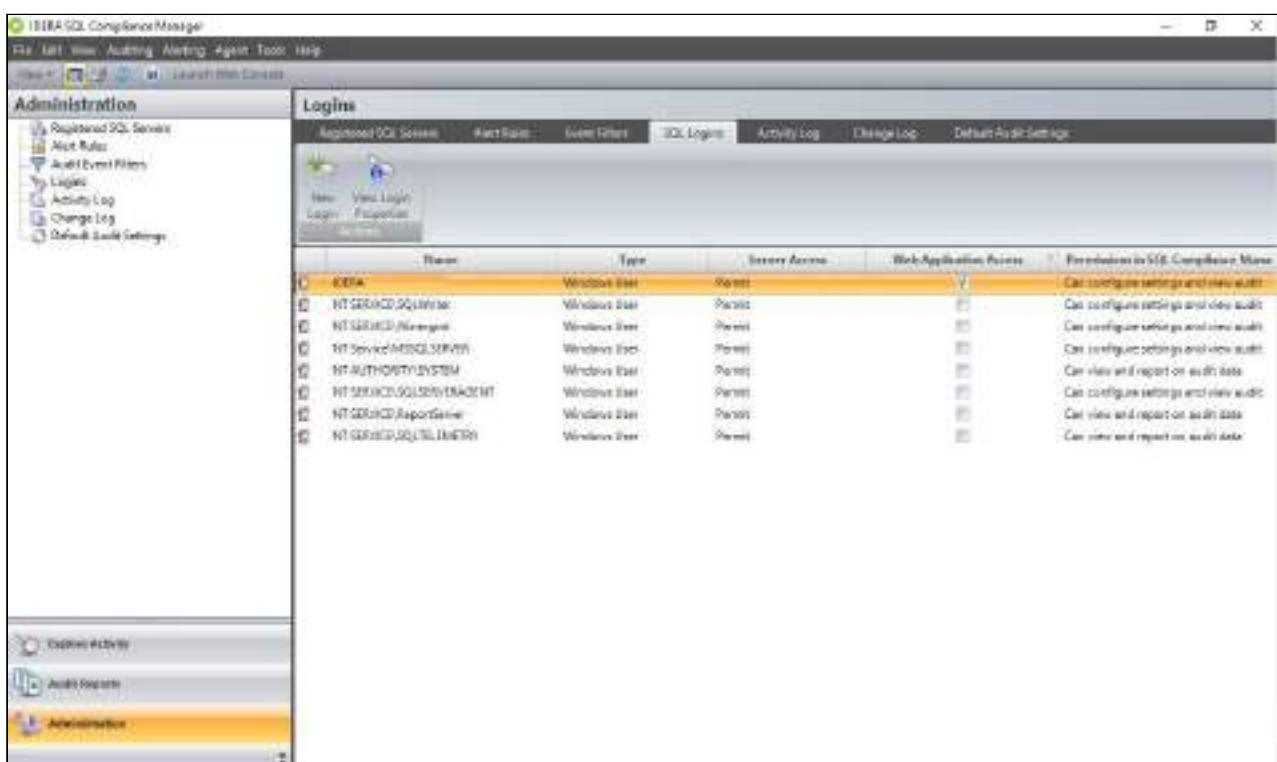 IDERA SQL Compliance Manager
File Edit View Auditing Alerting Agent Tools Help
View Launch Web Console
Administration
Registered SQL Servers
Alert Rules
Audit Event Filters
Logins
Activity Log
Change Log
Default Audit Settings
Explore Activity
Audit Reports
Administration
Logins
Registered SQL Servers Alert Rules Event Filters SQL Logins Activity Log Change Log Default Audit Settings
New Login
View Login Properties
Name Type Server Access Web Application Access Permissions in SQL Compliance Mana
IDERA Windows User Permit Can configure settings and view audit
NT SERVICE\SQLWriter Windows User Permit Can configure settings and view audit
NT SERVICE\Winmgmt Windows User Permit Can configure settings and view audit
NT Service\MSSQLSERVER Windows User Permit Can configure settings and view audit
NT AUTHORITY\SYSTEM Windows User Permit Can view and report on audit data
NT SERVICE\SQLSERVERAGENT Windows User Permit Can configure settings and view audit
NT SERVICE\ReportServer Windows User Permit Can view and report on audit data
NT SERVICE\SQLTELEMETRY Windows User Permit Can view and report on audit data